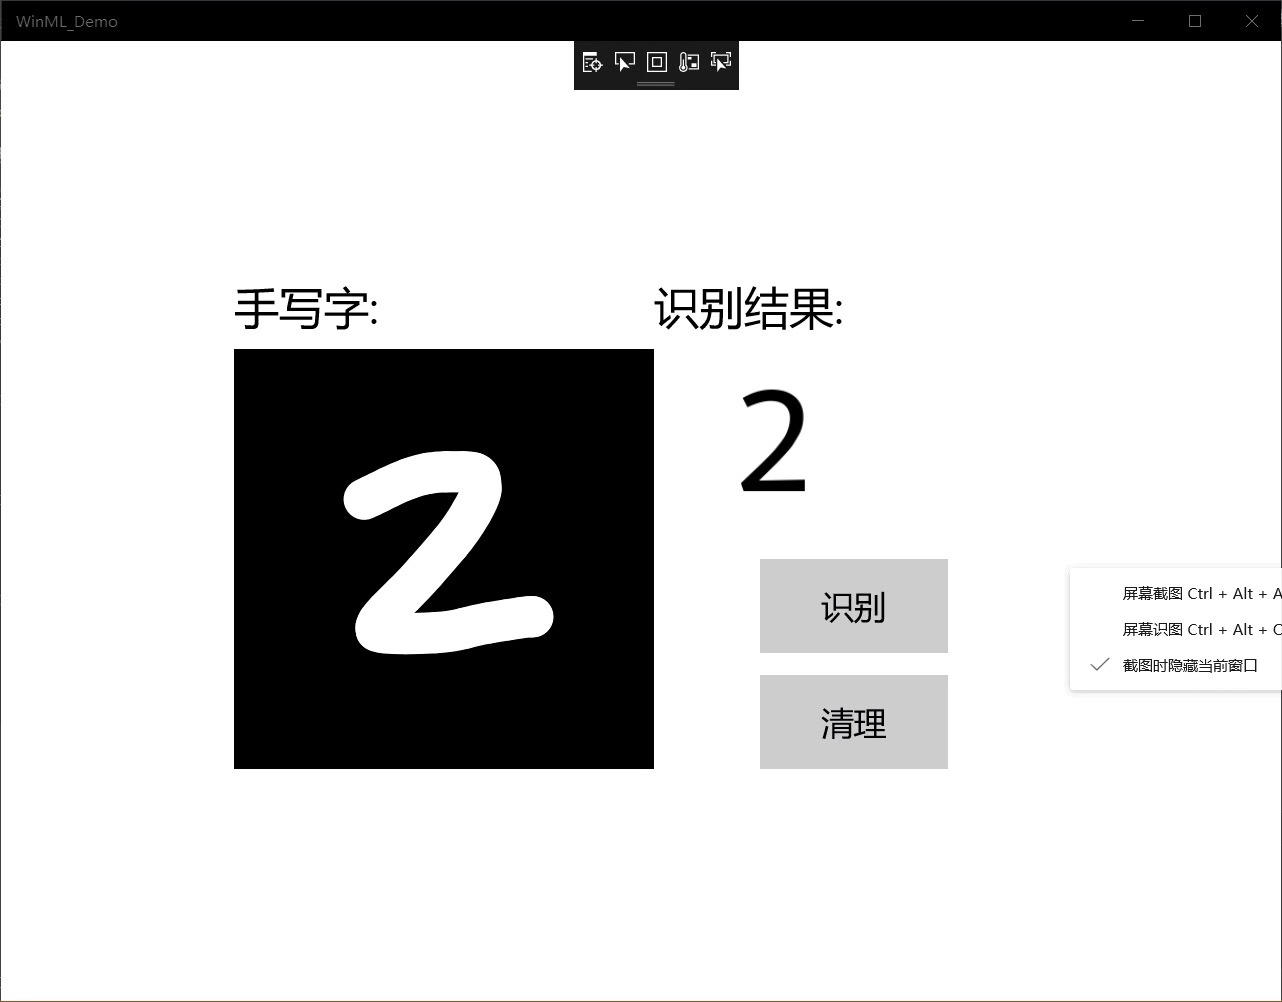 WinML_Demo
手写字:
识别结果:
2
2
识别
清理
屏幕截图 Ctrl + Alt + A
屏幕识图 Ctrl + Alt + O
截图时隐藏当前窗口